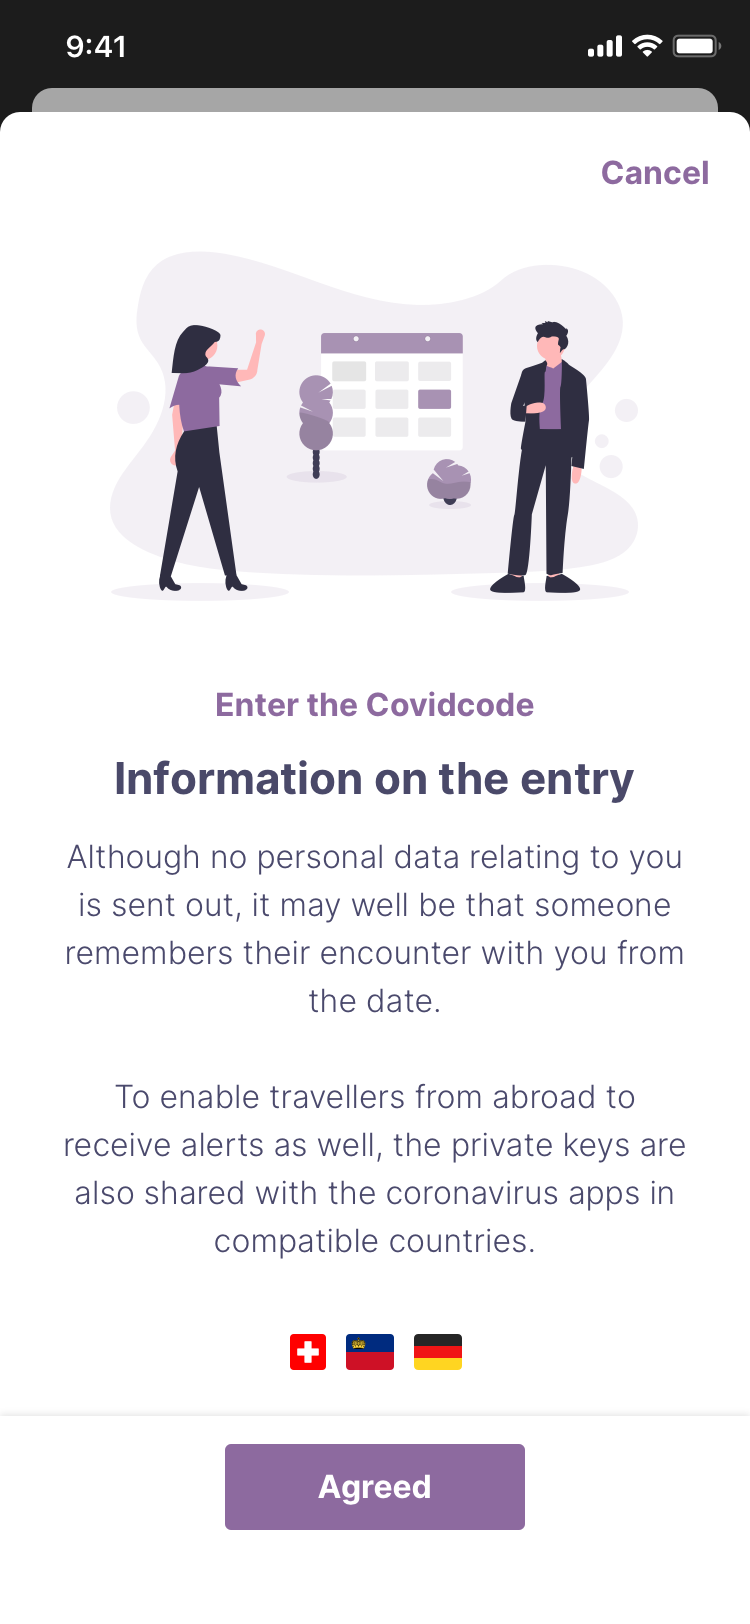 9:41
Cancel
Enter the Covidcode
Information on the entry
Although no personal data relating to you
is sent out, it may well be that someone
remembers their encounter with you from
the date.
To enable travellers from abroad to
receive alerts as well, the private keys are
also shared with the coronavirus apps in
compatible countries.
Agreed